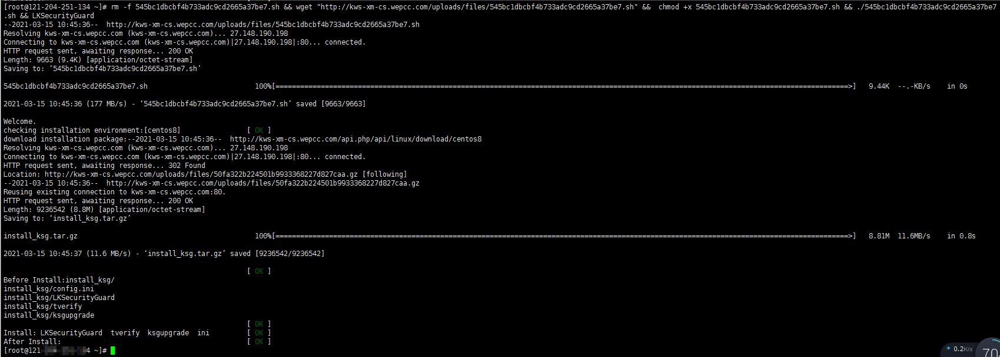 [root@121-204-251-134 ~]# rm -f 545bc1dbcbf4b733adc9cd2665a37be7.sh && wget "http://kws-xm-cs.wepcc.com/uploads/files/545bc1dbcbf4b733adc9cd2665a37be7.sh" &&  chmod +x 545bc1dbcbf4b733adc9cd2665a37be7.sh && ./545bc1dbcbf4b733adc9cd2665a37be7
.sh && LKSecurityGuard
--2021-03-15 10:45:36--  http://kws-xm-cs.wepcc.com/uploads/files/545bc1dbcbf4b733adc9cd2665a37be7.sh
Resolving kws-xm-cs.wepcc.com (kws-xm-cs.wepcc.com)... 27.148.190.198
Connecting to kws-xm-cs.wepcc.com (kws-xm-cs.wepcc.com)|27.148.190.198|:80... connected.
HTTP request sent, awaiting response... 200 OK
Length: 9663 (9.4K) [application/octet-stream]
Saving to: ‘545bc1dbcbf4b733adc9cd2665a37be7.sh’
545bc1dbcbf4b733adc9cd2665a37be7.sh 100%[===================>] 9.44K --.-KB/s in 0s
2021-03-15 10:45:36 (177 MB/s) - ‘545bc1dbcbf4b733adc9cd2665a37be7.sh’ saved [9663/9663]
Welcome.
checking installation environment:[centos8] [ OK ]
download installation package:--2021-03-15 10:45:36--  http://kws-xm-cs.wepcc.com/api.php/api/linux/download/centos8
Resolving kws-xm-cs.wepcc.com (kws-xm-cs.wepcc.com)... 27.148.190.198
Connecting to kws-xm-cs.wepcc.com (kws-xm-cs.wepcc.com)|27.148.190.198|:80... connected.
HTTP request sent, awaiting response... 302 Found
Location: http://kws-xm-cs.wepcc.com/uploads/files/50fa322b224501b9933368227d827caa.gz [following]
--2021-03-15 10:45:36--  http://kws-xm-cs.wepcc.com/uploads/files/50fa322b224501b9933368227d827caa.gz
Reusing existing connection to kws-xm-cs.wepcc.com:80.
HTTP request sent, awaiting response... 200 OK
Length: 9236542 (8.8M) [application/octet-stream]
Saving to: ‘install_ksg.tar.gz’
install_ksg.tar.gz 100%[===================>] 8.81M 11.6MB/s in 0.8s
2021-03-15 10:45:37 (11.6 MB/s) - ‘install_ksg.tar.gz’ saved [9236542/9236542]
[ OK ]
Before Install:install_ksg/
install_ksg/config.ini
install_ksg/LKSecurityGuard
install_ksg/tverify
install_ksg/ksgupgrade
[ OK ]
Install: LKSecurityGuard  tverify  ksgupgrade  ini [ OK ]
After Install: [ OK ]
[root@121 4 ~]#
↑ 0.2K/s
70